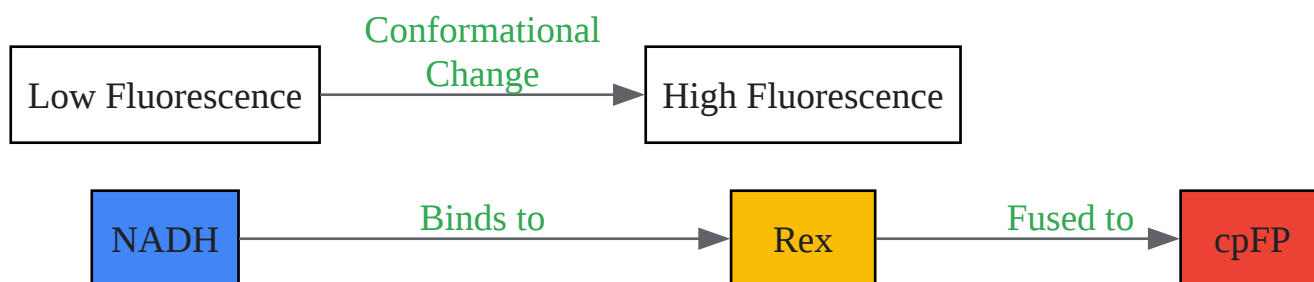 Conformational
Change
Low Fluorescence
High Fluorescence
NADH
Binds to
Rex
Fused to
cpFP